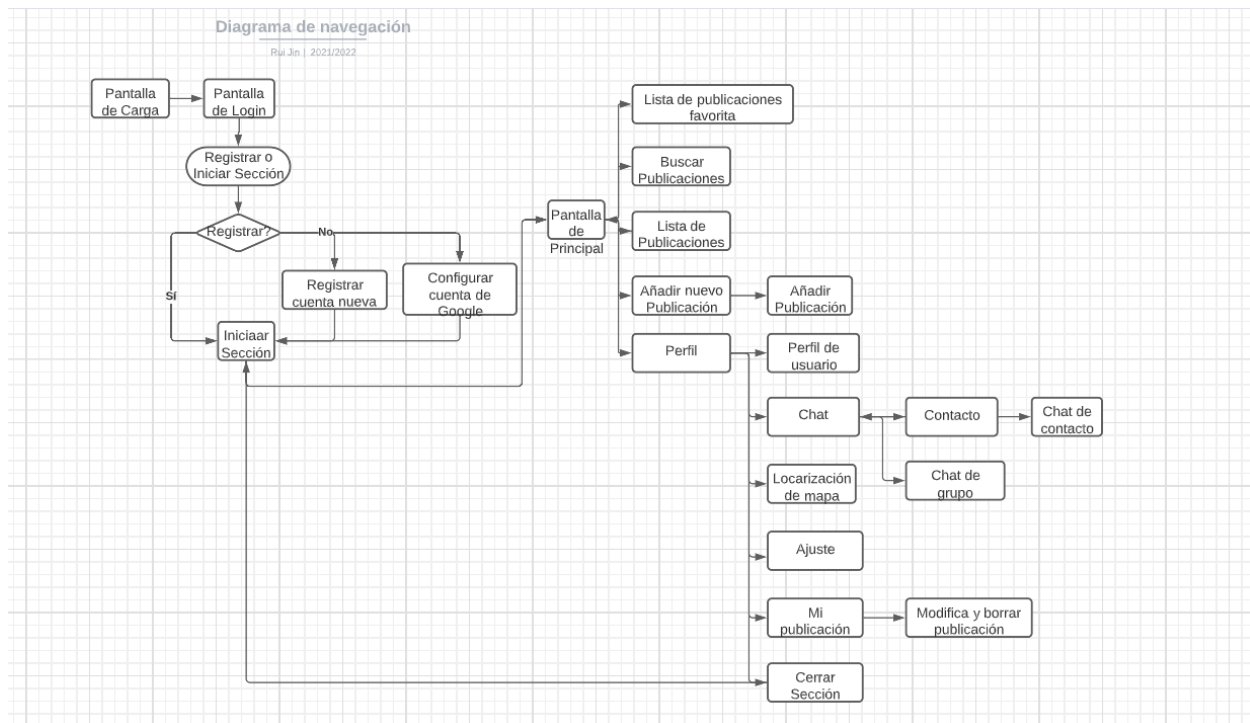 Diagrama de navegación
Rui Jin | 2021/2022
Pantalla
de Carga
Pantalla
de Login
Registrar o
Iniciar Sección
Registrar?
No
Sí
Registrar
cuenta nueva
Configurar
cuenta de
Google
Iniciaar
Sección
Pantalla
de
Principal
Lista de publicaciones
favorita
Buscar
Publicaciones
Lista de
Publicaciones
Añadir nuevo
Publicación
Añadir
Publicación
Perfil
Perfil de
usuario
Chat
Contacto
Chat de
contacto
Chat de
grupo
Locarización
de mapa
Ajuste
Mi
publicación
Modifica y borrar
publicación
Cerrar
Sección